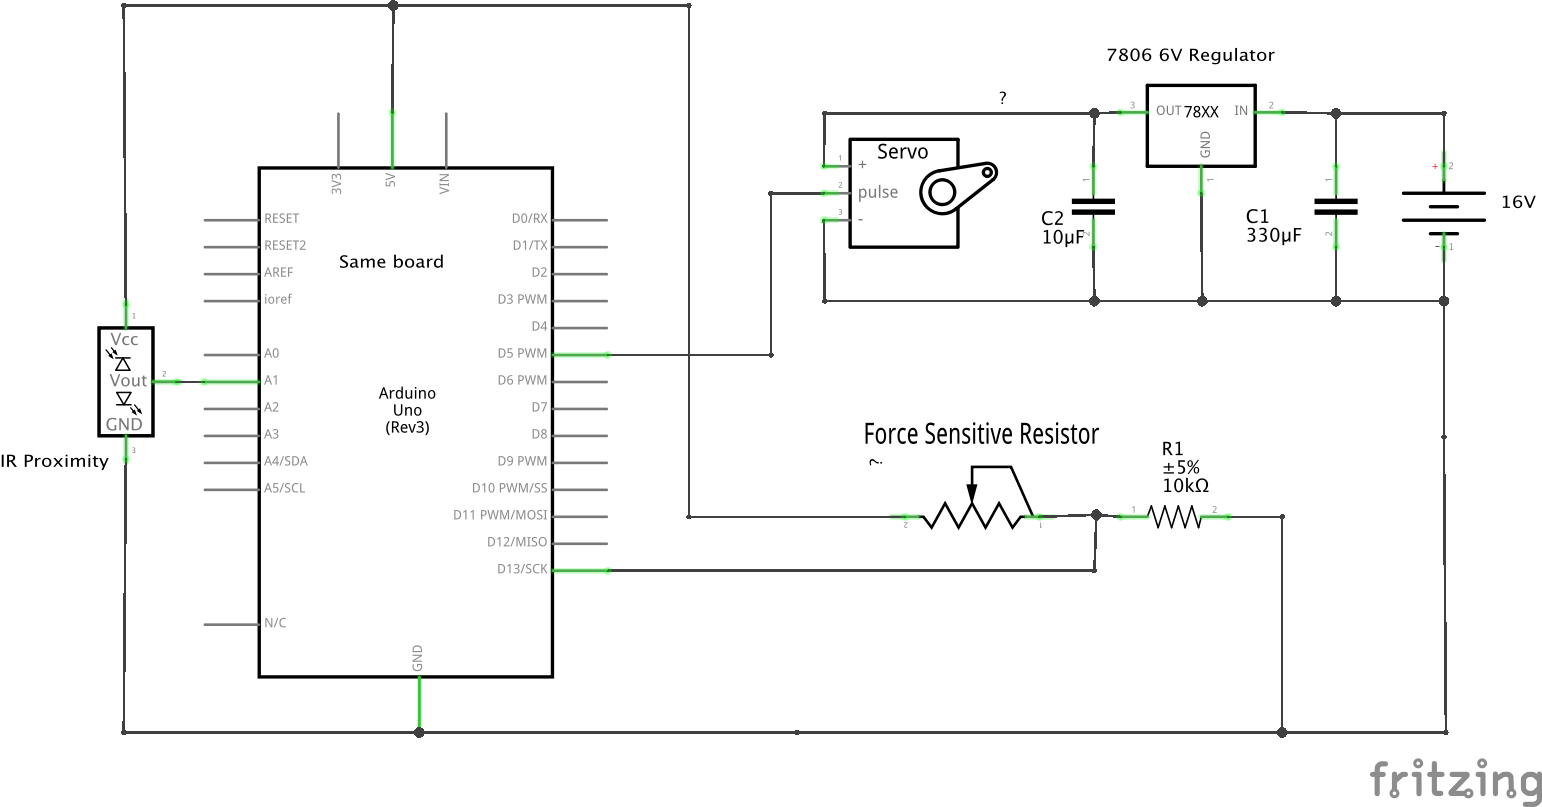 7806 6V Regulator
?
3
OUT
78XX
IN
2
GND
1
Servo
1
+
2
pulse
3
-
1
C2
10µF
2
1
C1
330µF
2
+
2
16V
-
1
3V3
5V
VIN
RESET
D0/RX
RESET2
D1/TX
Same board
AREF
D2
ioref
D3 PWM
D4
A0
D5 PWM
A1
D6 PWM
A2
D7
A3
D8
A4/SDA
D9 PWM
A5/SCL
D10 PWM/SS
D11 PWM/MOSI
D12/MISO
D13/SCK
N/C
GND
Arduino
Uno
(Rev3)
1
Vcc
2
Vout
GND
3
IR Proximity
Force Sensitive Resistor
?
2
1
R1
±5%
10kΩ
1
2
fritzing